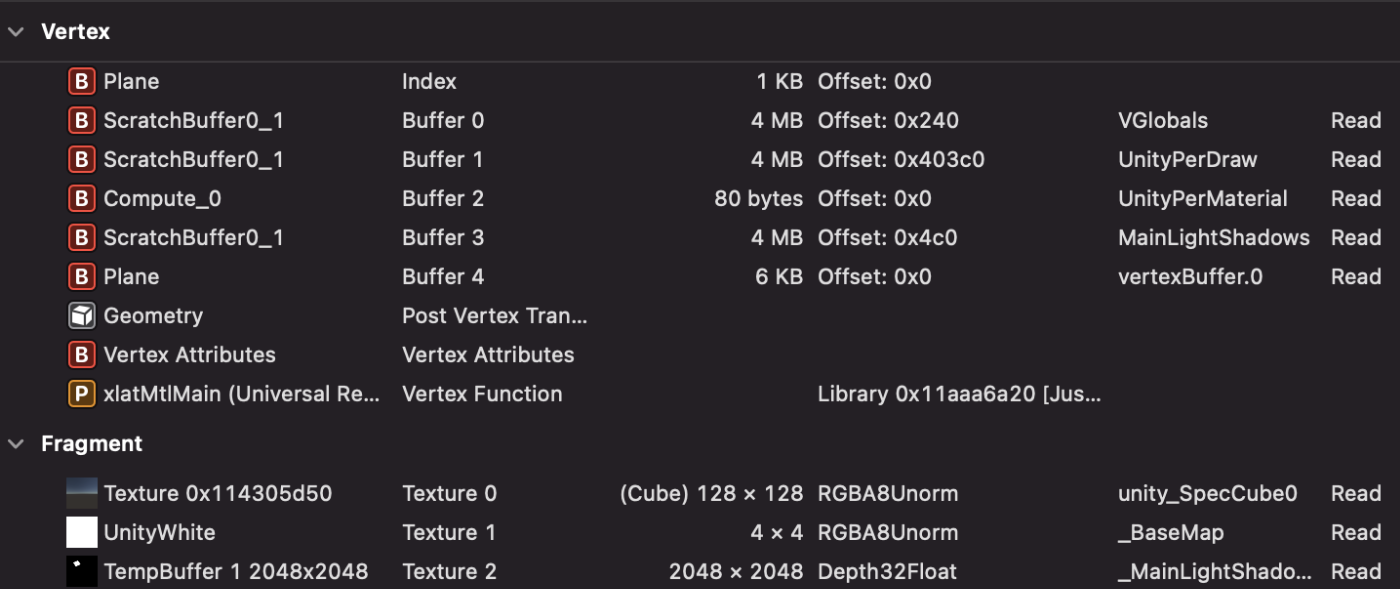 Vertex
B Plane Index 1 KB Offset: 0x0
B ScratchBuffer0_1 Buffer 0 4 MB Offset: 0x240 VGlobals Read
B ScratchBuffer0_1 Buffer 1 4 MB Offset: 0x403c0 UnityPerDraw Read
B Compute_0 Buffer 2 80 bytes Offset: 0x0 UnityPerMaterial Read
B ScratchBuffer0_1 Buffer 3 4 MB Offset: 0x4c0 MainLightShadows Read
B Plane Buffer 4 6 KB Offset: 0x0 vertexBuffer.0 Read
Geometry Post Vertex Tran...
B Vertex Attributes Vertex Attributes
P xlatMtlMain (Universal Re... Vertex Function Library 0x11aaa6a20 [Jus...
Fragment
Texture 0x114305d50 Texture 0 (Cube) 128 × 128 RGBA8Unorm unity_SpecCube0 Read
UnityWhite Texture 1 4 × 4 RGBA8Unorm _BaseMap Read
TempBuffer 1 2048x2048 Texture 2 2048 × 2048 Depth32Float _MainLightShado... Read